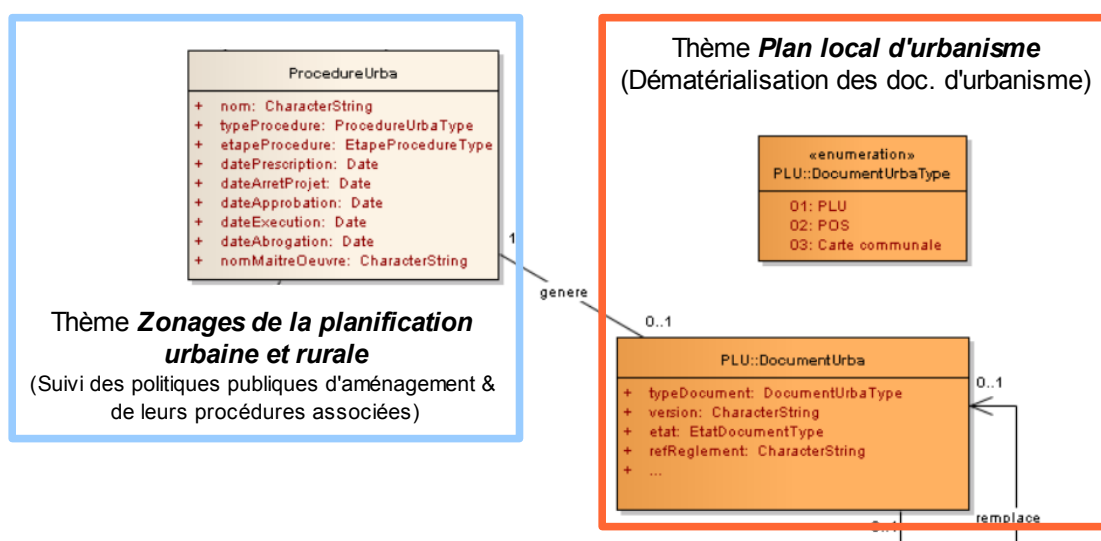 ProcedureUrba
+ nom: CharacterString
+ typeProcedure: ProcedureUrbaType
+ etapeProcedure: EtapeProcedureType
+ datePrescription: Date
+ dateArretProjet: Date
+ dateApprobation: Date
+ dateExecution: Date
+ dateAbrogation: Date
+ nomMaitreOeuvre: CharacterString
Thème Zonages de la planification
urbaine et rurale
(Suivi des politiques publiques d'aménagement &
de leurs procédures associées)
1
genere
0..1
Thème Plan local d'urbanisme
(Dématérialisation des doc. d'urbanisme)
«enumeration»
PLU::DocumentUrbaType
01: PLU
02: POS
03: Carte communale
PLU::DocumentUrba
+ typeDocument: DocumentUrbaType
+ version: CharacterString
+ etat: EtatDocumentType
+ refReglement: CharacterString
+ ...
0..1
remplace
0..1